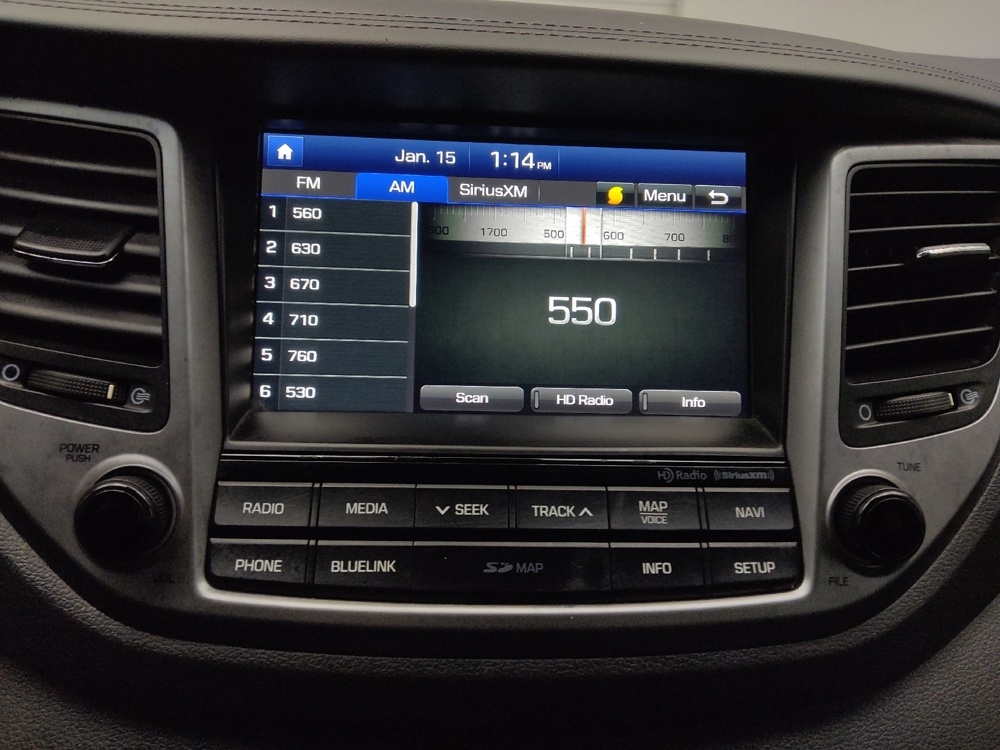 Jan. 15 1:14 PM
FM AM SiriusXM Menu
1 560
2 630
3 670
4 710
5 760
6 530
1700 500 600 700
550
Scan HD Radio Info
HD Radio ((SiriusXM))
POWER
PUSH
VOL
TUNE
FILE
RADIO MEDIA SEEK TRACK MAP
VOICE NAVI
PHONE BLUELINK SD MAP INFO SETUP